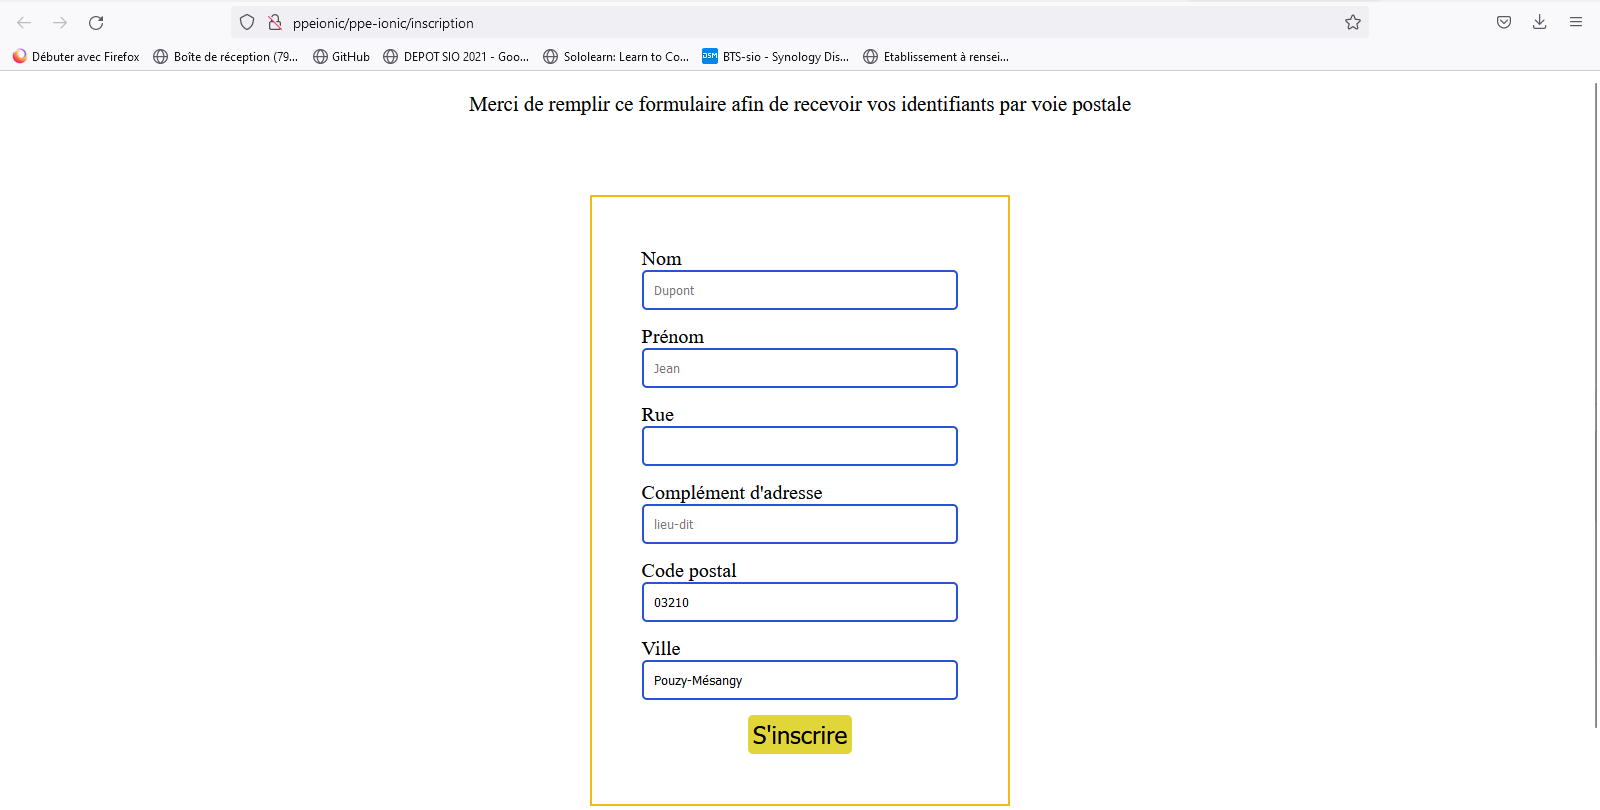 ppeionic/ppe-ionic/inscription
Débuter avec Firefox Boîte de réception (79... GitHub DEPOT SIO 2021 - Goo... Sololearn: Learn to Co... DSM BTS-sio - Synology Dis... Etablissement à rensei...
Merci de remplir ce formulaire afin de recevoir vos identifiants par voie postale
Nom
Dupont
Prénom
Jean
Rue
Complément d'adresse
lieu-dit
Code postal
03210
Ville
Pouzy-Mésangy
S'inscrire